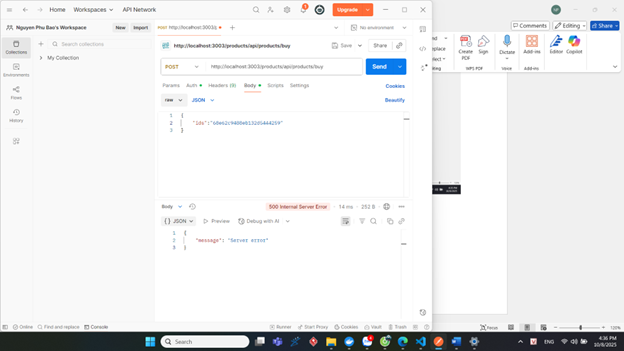 Home Workspaces API Network Upgrade
Nguyen Phu Bao's Workspace New Import
POST http://localhost:3003/products/a
No environment
Collections
Environments
Flows
History
Search collections
My Collection
http://localhost:3003/products/api/products/buy
Save Share
POST http://localhost:3003/products/api/products/buy Send
Params Auth Headers (9) Body Scripts Settings Cookies
raw JSON Beautify
1 {
2
3 }
Body 500 Internal Server Error 14 ms 252 B
{} JSON Preview Debug with AI
1 {
2 "message": "Server error"
3 }
Online Find and replace Console Runner Start Proxy Cookies Vault Trash
Comments Editing Share
Create PDF Sign Dictate Add-ins Editor Copilot
WPS PDF Voice Add-ins
NP
Focus 120%
Search
ENG 4:36 PM
10/8/2025